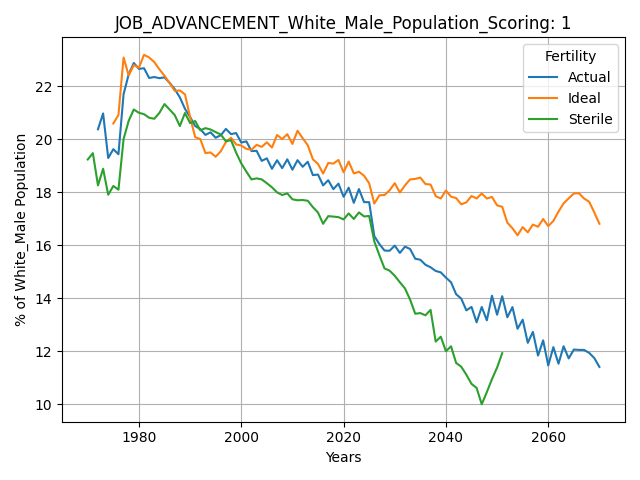 JOB_ADVANCEMENT_White_Male_Population_Scoring: 1
Fertility
Actual
Ideal
Sterile
% of White_Male Population
22
20
18
16
14
12
10
1980
2000
2020
2040
2060
Years